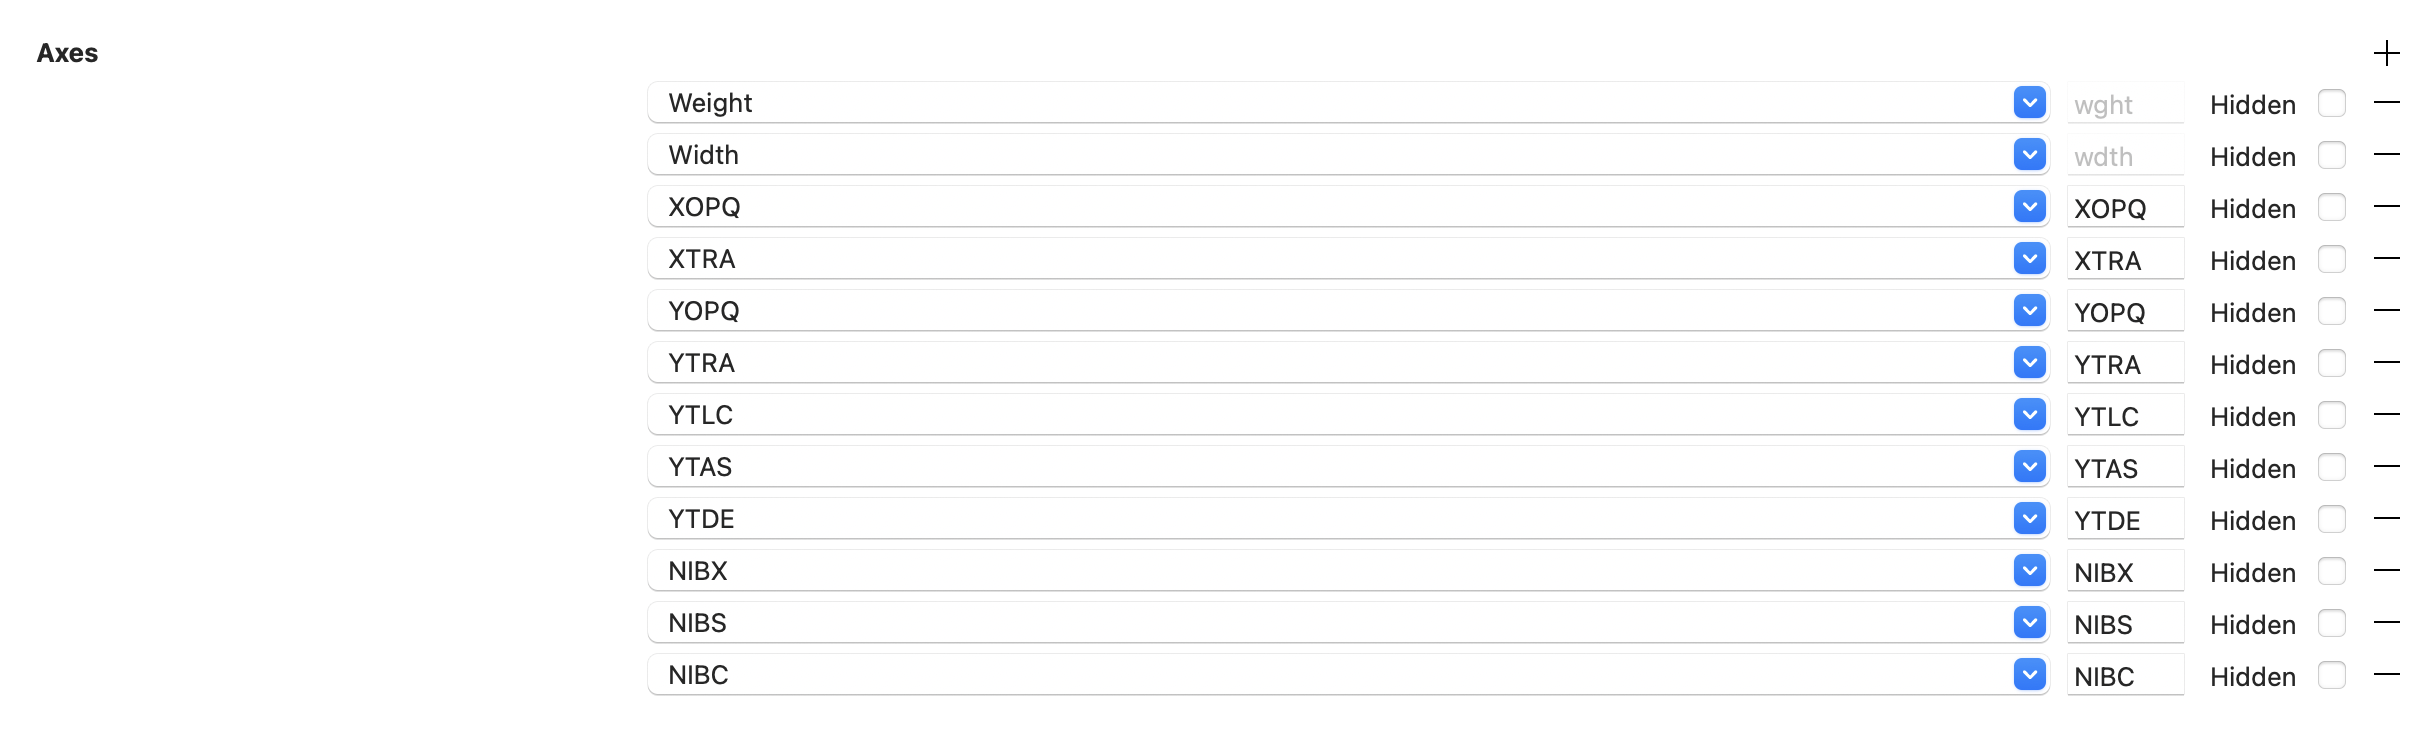 Axes
Weight wght Hidden
Width wdth Hidden
XOPQ XOPQ Hidden
XTRA XTRA Hidden
YOPQ YOPQ Hidden
YTRA YTRA Hidden
YTLC YTLC Hidden
YTAS YTAS Hidden
YTDE YTDE Hidden
NIBX NIBX Hidden
NIBS NIBS Hidden
NIBC NIBC Hidden